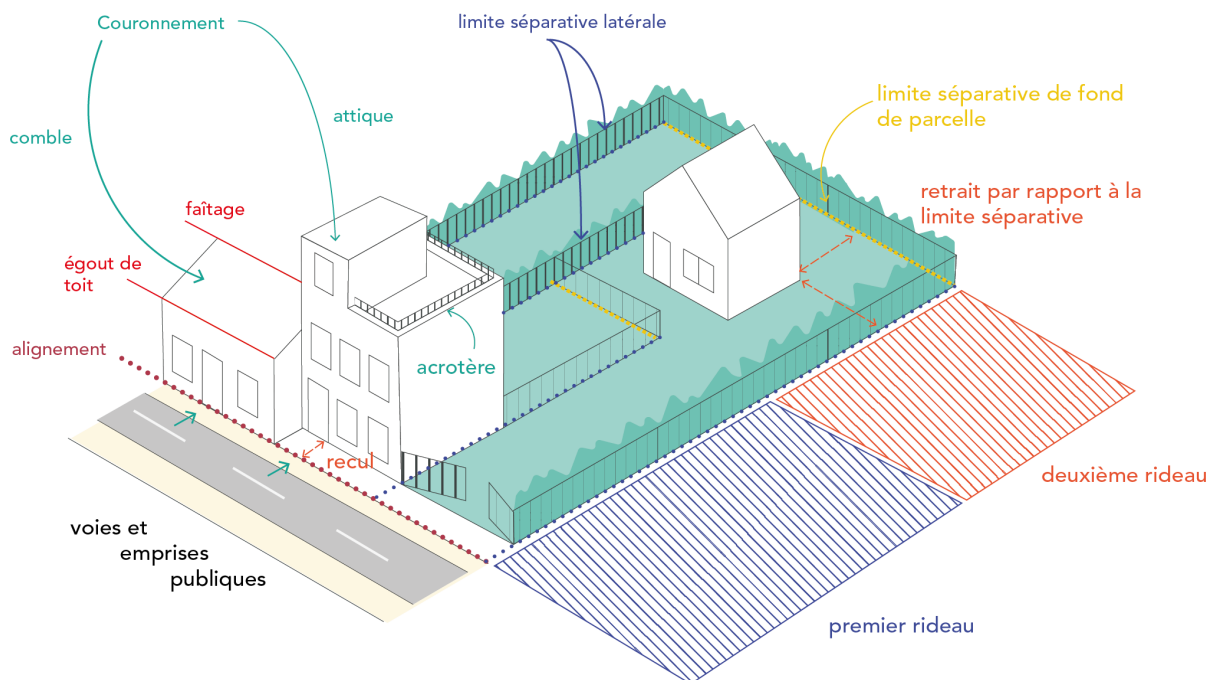 Couronnement
limite séparative latérale
attique
comble
limite séparative de fond
de parcelle
retrait par rapport à la
limite séparative
faîtage
égout de
toit
alignement
acrotère
recul
deuxième rideau
voies et
emprises
publiques
premier rideau